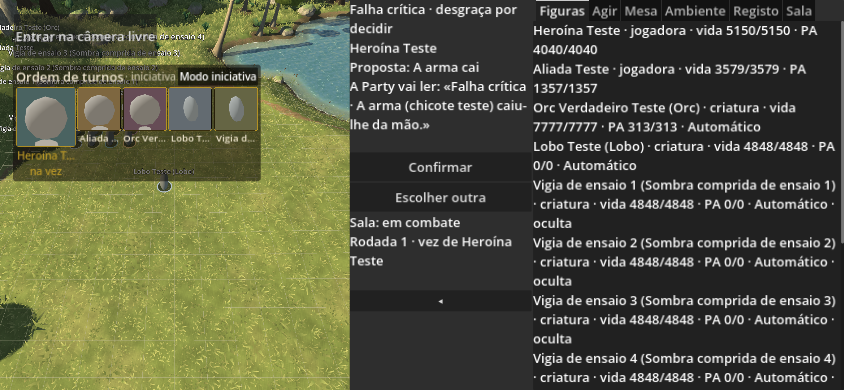 Entrar na câmera livre
Ordem de turnos
iniciativa
Modo iniciativa
Aliada ...
Orc Ver...
Lobo T...
Vigia d...
Heroína T...
na vez
Falha crítica · desgraça por
decidir
Heroína Teste
Proposta: A arma cai
A Party vai ler: «Falha crítica
· A arma (chicote teste) caiu-
lhe da mão.»
Confirmar
Escolher outra
Sala: em combate
Rodada 1 · vez de Heroína
Teste
Figuras
Agir
Mesa
Ambiente
Registo
Sala
Heroína Teste · jogadora · vida 5150/5150 · PA
4040/4040
Aliada Teste · jogadora · vida 3579/3579 · PA
1357/1357
Orc Verdadeiro Teste (Orc) · criatura · vida
7777/7777 · PA 313/313 · Automático
Lobo Teste (Lobo) · criatura · vida 4848/4848 · PA
0/0 · Automático
Vigia de ensaio 1 (Sombra comprida de ensaio 1)
· criatura · vida 4848/4848 · PA 0/0 · Automático ·
oculta
Vigia de ensaio 2 (Sombra comprida de ensaio 2)
· criatura · vida 4848/4848 · PA 0/0 · Automático ·
oculta
Vigia de ensaio 3 (Sombra comprida de ensaio 3)
· criatura · vida 4848/4848 · PA 0/0 · Automático ·
oculta
Vigia de ensaio 4 (Sombra comprida de ensaio 4)
· criatura · vida 4848/4848 · PA 0/0 · Automático ·